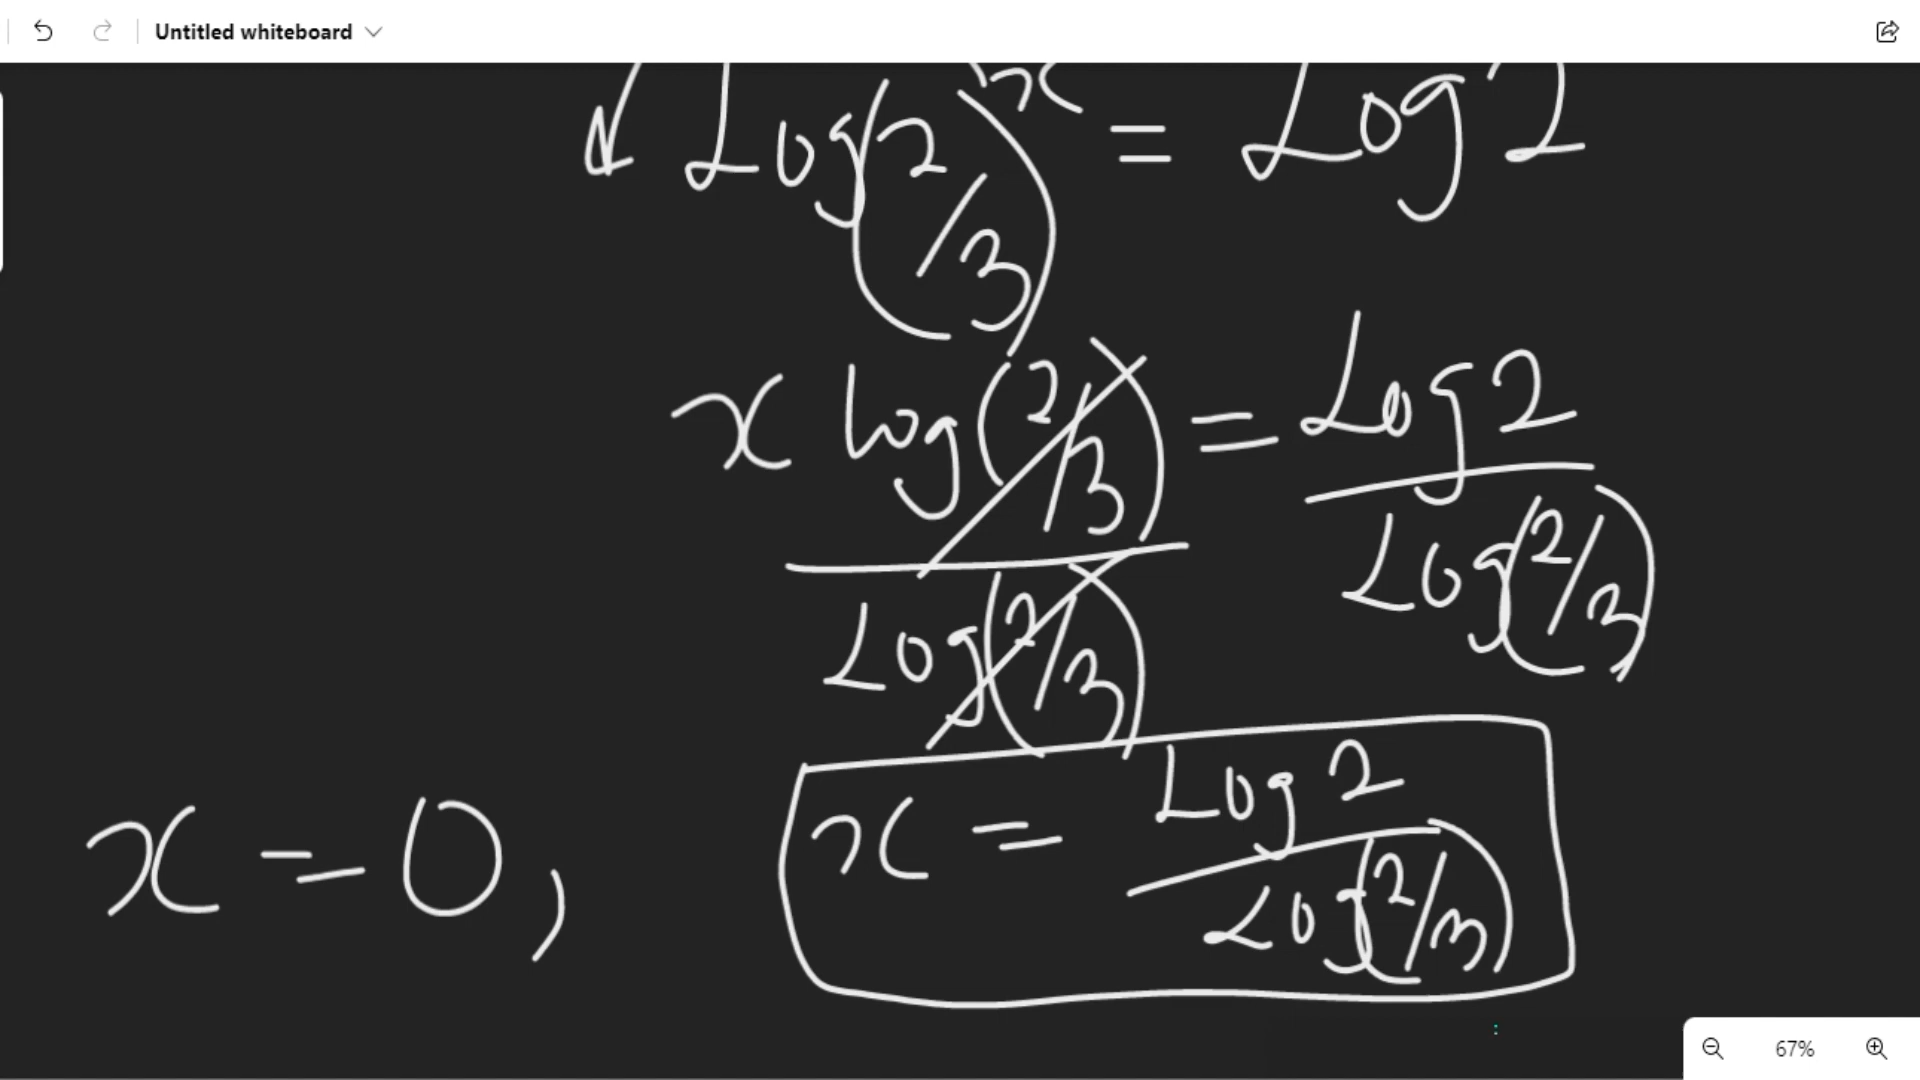 Untitled whiteboard
Log(2/3)^x = Log 2
x log(2/3) / Log(2/3) = Log 2 / Log(2/3)
x = 0, x = Log 2 / Log(2/3)
67%